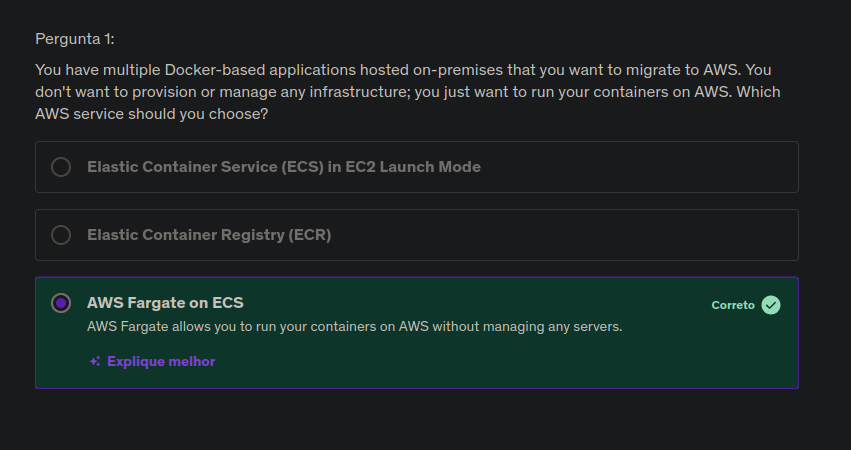 Pergunta 1:
You have multiple Docker-based applications hosted on-premises that you want to migrate to AWS. You
don't want to provision or manage any infrastructure; you just want to run your containers on AWS. Which
AWS service should you choose?
Elastic Container Service (ECS) in EC2 Launch Mode
Elastic Container Registry (ECR)
AWS Fargate on ECS
Correto
AWS Fargate allows you to run your containers on AWS without managing any servers.
Explique melhor